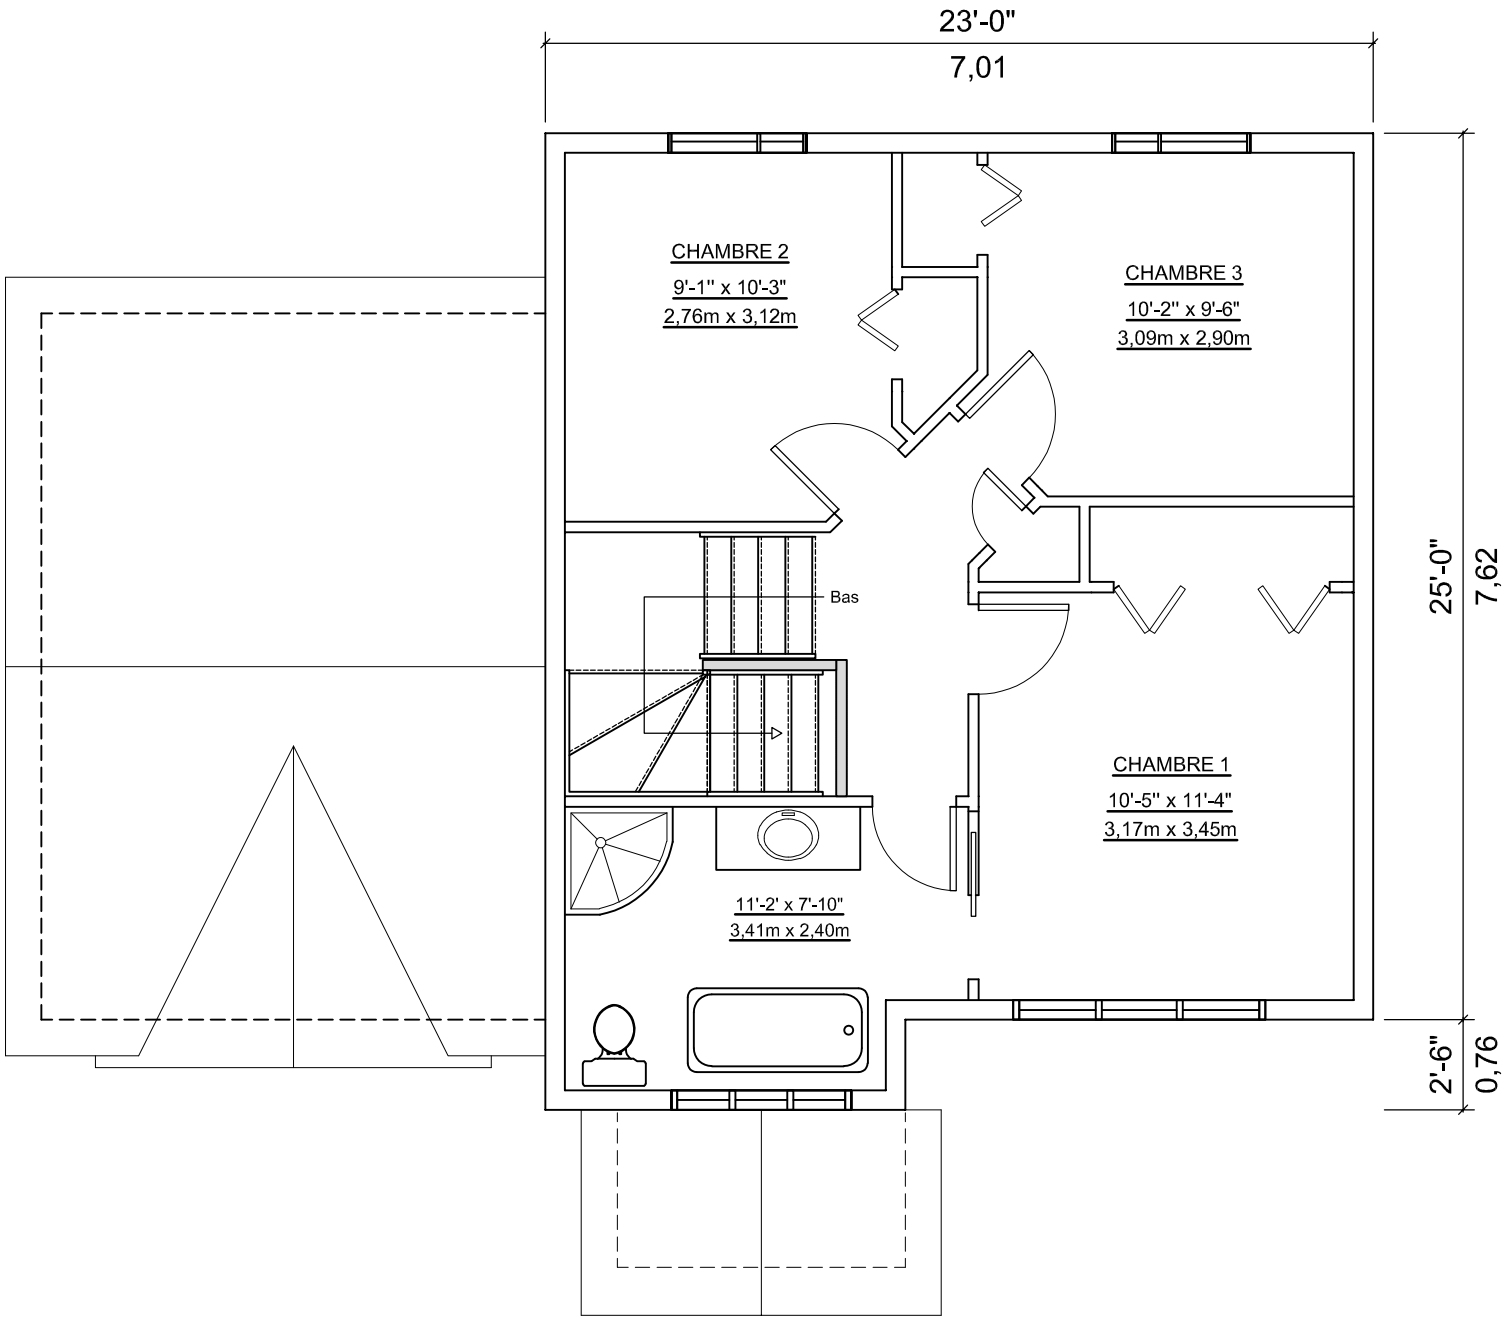 23'-0"
7,01
CHAMBRE 2
9'-1" x 10'-3"
2,76m x 3,12m
CHAMBRE 3
10'-2" x 9'-6"
3,09m x 2,90m
25'-0"
7,62
Bas
CHAMBRE 1
10'-5" x 11'-4"
3,17m x 3,45m
11'-2' x 7'-10"
3,41m x 2,40m
2'-6"
0,76